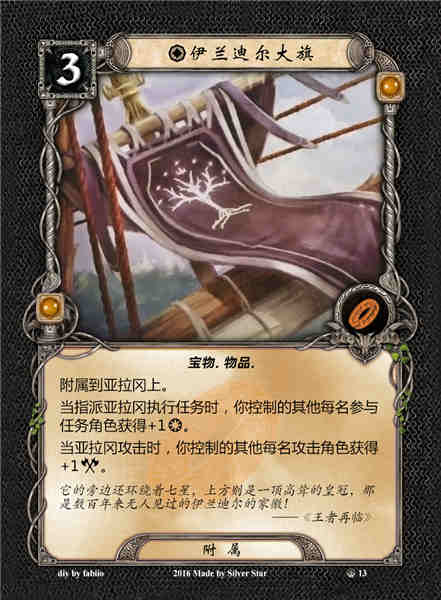 3
伊兰迪尔大旗
宝物. 物品.
附属到亚拉冈上。
当指派亚拉冈执行任务时，你控制的其他每名参与
任务角色获得+1。
当亚拉冈攻击时，你控制的其他每名攻击角色获得
+1。
它的旁边还环绕着七星，上方则是一项高耸的皇冠，那
是数百年来无人见过的伊兰迪尔的家徽！
——《王者再临》
附属
diy by fabiio 2016 Made by Silver Star 13